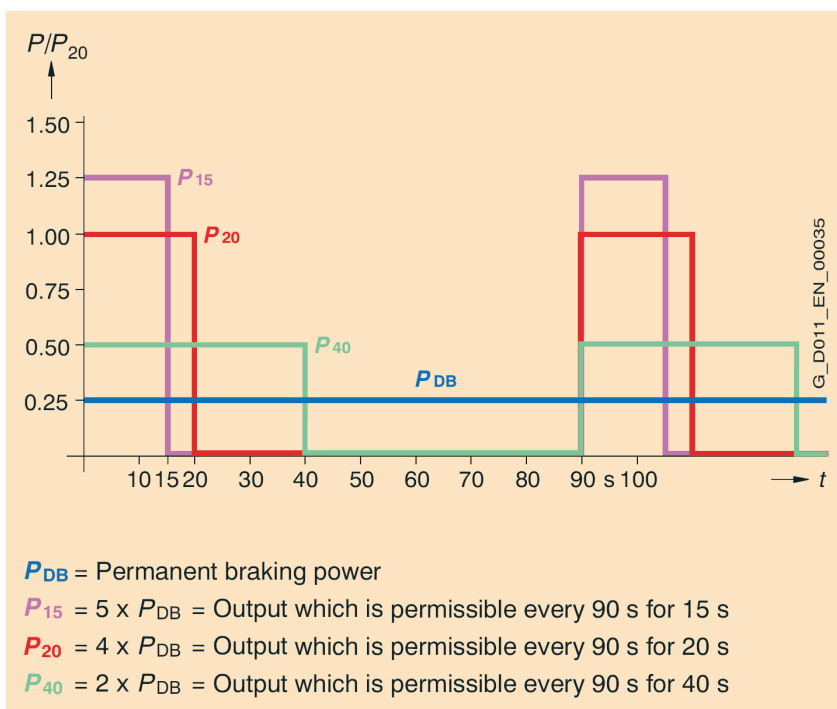 P/P20
1.50
1.25
P15
1.00
P20
0.75
0.50
P40
PDB
0.25
10 15 20 30 40 50 60 70 80 90 s 100 t
G_D011_EN_00035
PDB = Permanent braking power
P15 = 5 x PDB = Output which is permissible every 90 s for 15 s
P20 = 4 x PDB = Output which is permissible every 90 s for 20 s
P40 = 2 x PDB = Output which is permissible every 90 s for 40 s